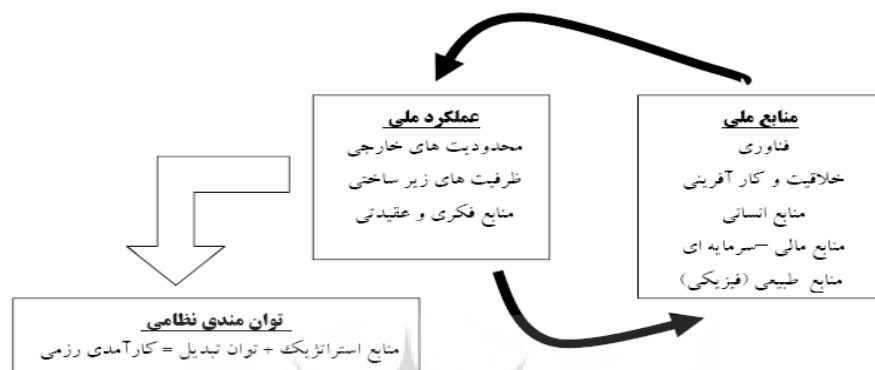 منابع ملی
فناوری
خلاقیت و کار آفرینی
منابع انسانی
منابع مالی –سرمایه ای
منابع طبیعی (فیزیکی)
عملکرد ملی
محدودیت های خارجی
ظرفیت های زیر ساختی
منابع فکری و عقیدتی
توان مندی نظامی
منابع استراتژیک + توان تبدیل = کارآمدی رزمی